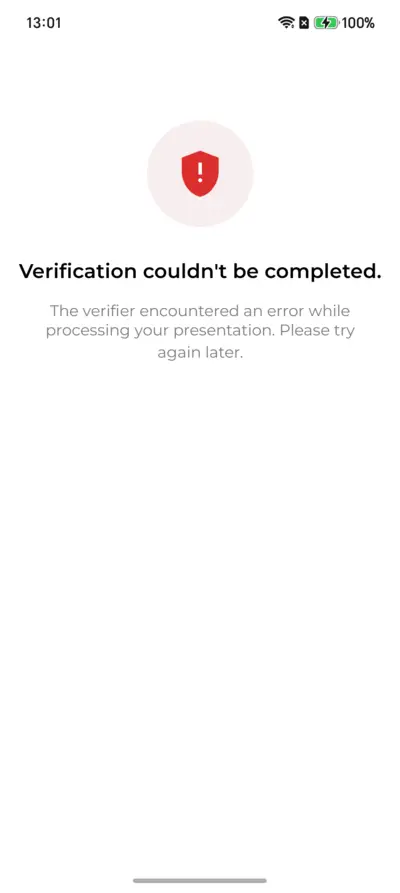 13:01
100%
Verification couldn't be completed.
The verifier encountered an error while
processing your presentation. Please try
again later.